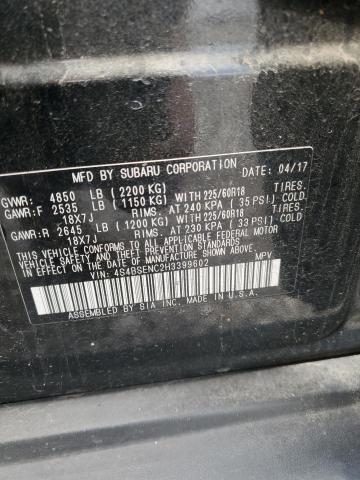 MFD BY SUBARU CORPORATION DATE: 04/17
GVWR: 4850 LB (2200 KG)
GAWR:F 2535 LB (1150 KG) WITH 225/60R18 TIRES.
18X7J RIMS. AT 240 KPA (35 PSI) COLD.
GAWR:R 2645 LB (1200 KG) WITH 225/60R18 TIRES.
18X7J RIMS. AT 230 KPA (33 PSI) COLD.
THIS VEHICLE CONFORMS TO ALL APPLICABLE FEDERAL MOTOR
VEHICLE SAFETY AND THEFT PREVENTION STANDARDS IN
EFFECT ON THE DATE OF MANUFACTURE SHOWN ABOVE.
VIN: 4S4BSENC2H3399602 MPV
ASSEMBLED BY SIA INC. MADE IN U.S.A.